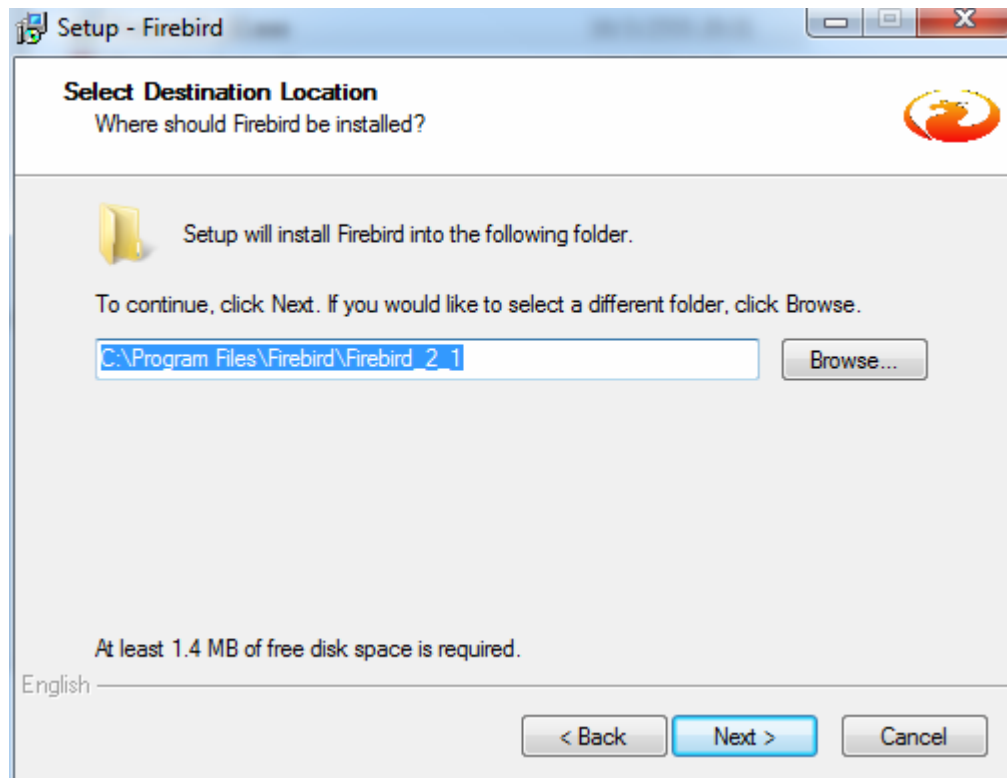 Setup - Firebird
Select Destination Location
Where should Firebird be installed?
Setup will install Firebird into the following folder.
To continue, click Next. If you would like to select a different folder, click Browse.
C:\Program Files\Firebird\Firebird_2_1
Browse...
At least 1.4 MB of free disk space is required.
English
< Back
Next >
Cancel